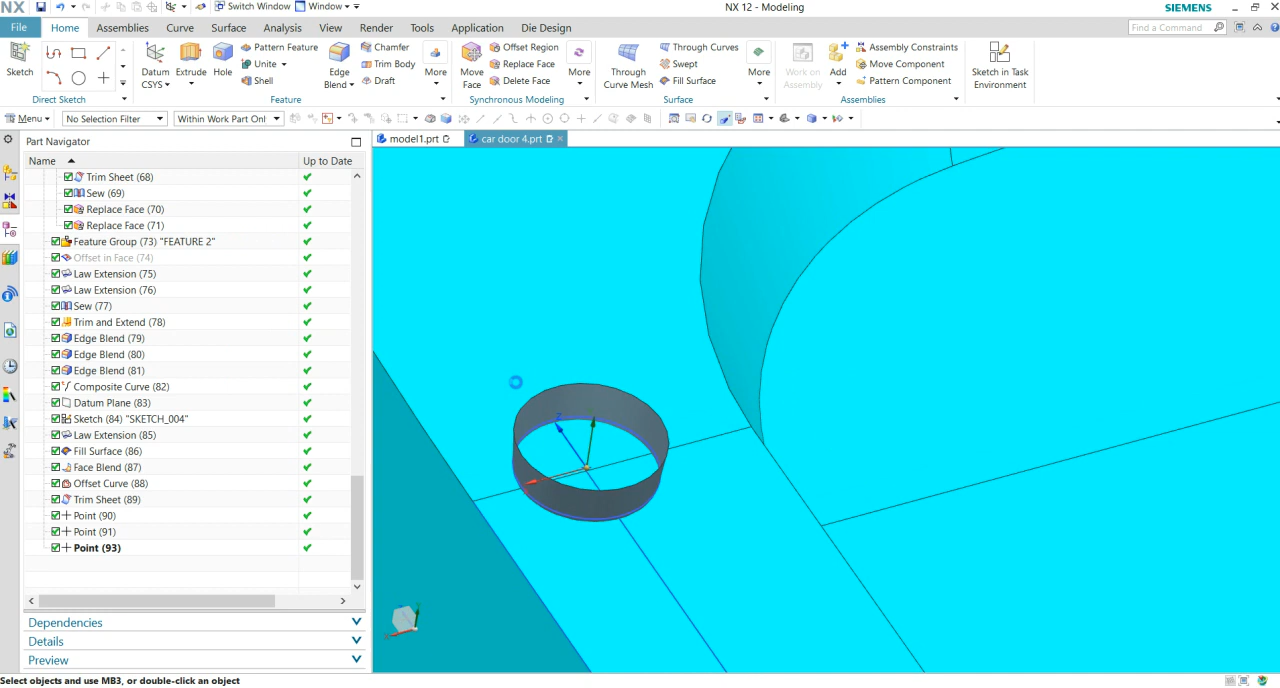 NX Switch Window Window NX 12 - Modeling SIEMENS
File Home Assemblies Curve Surface Analysis View Render Tools Application Die Design Find a Command
Sketch
Direct Sketch
Datum CSYS
Extrude
Hole
Pattern Feature
Unite
Shell
Edge Blend
Chamfer
Trim Body
Draft
More
Feature
Move Face
Offset Region
Replace Face
Delete Face
More
Synchronous Modeling
Through Curve Mesh
Through Curves
Swept
Fill Surface
More
Surface
Work on Assembly
Add
Assembly Constraints
Move Component
Pattern Component
Assemblies
Sketch in Task Environment
Menu No Selection Filter Within Work Part Onl
Part Navigator
model1.prt car door 4.prt
Name Up to Date
Trim Sheet (68)
Sew (69)
Replace Face (70)
Replace Face (71)
Feature Group (73) "FEATURE 2"
Offset in Face (74)
Law Extension (75)
Law Extension (76)
Sew (77)
Trim and Extend (78)
Edge Blend (79)
Edge Blend (80)
Edge Blend (81)
Composite Curve (82)
Datum Plane (83)
Sketch (84) "SKETCH_004"
Law Extension (85)
Fill Surface (86)
Face Blend (87)
Offset Curve (88)
Trim Sheet (89)
Point (90)
Point (91)
Point (93)
Z
Dependencies
Details
Preview
Select objects and use MB3, or double-click an object